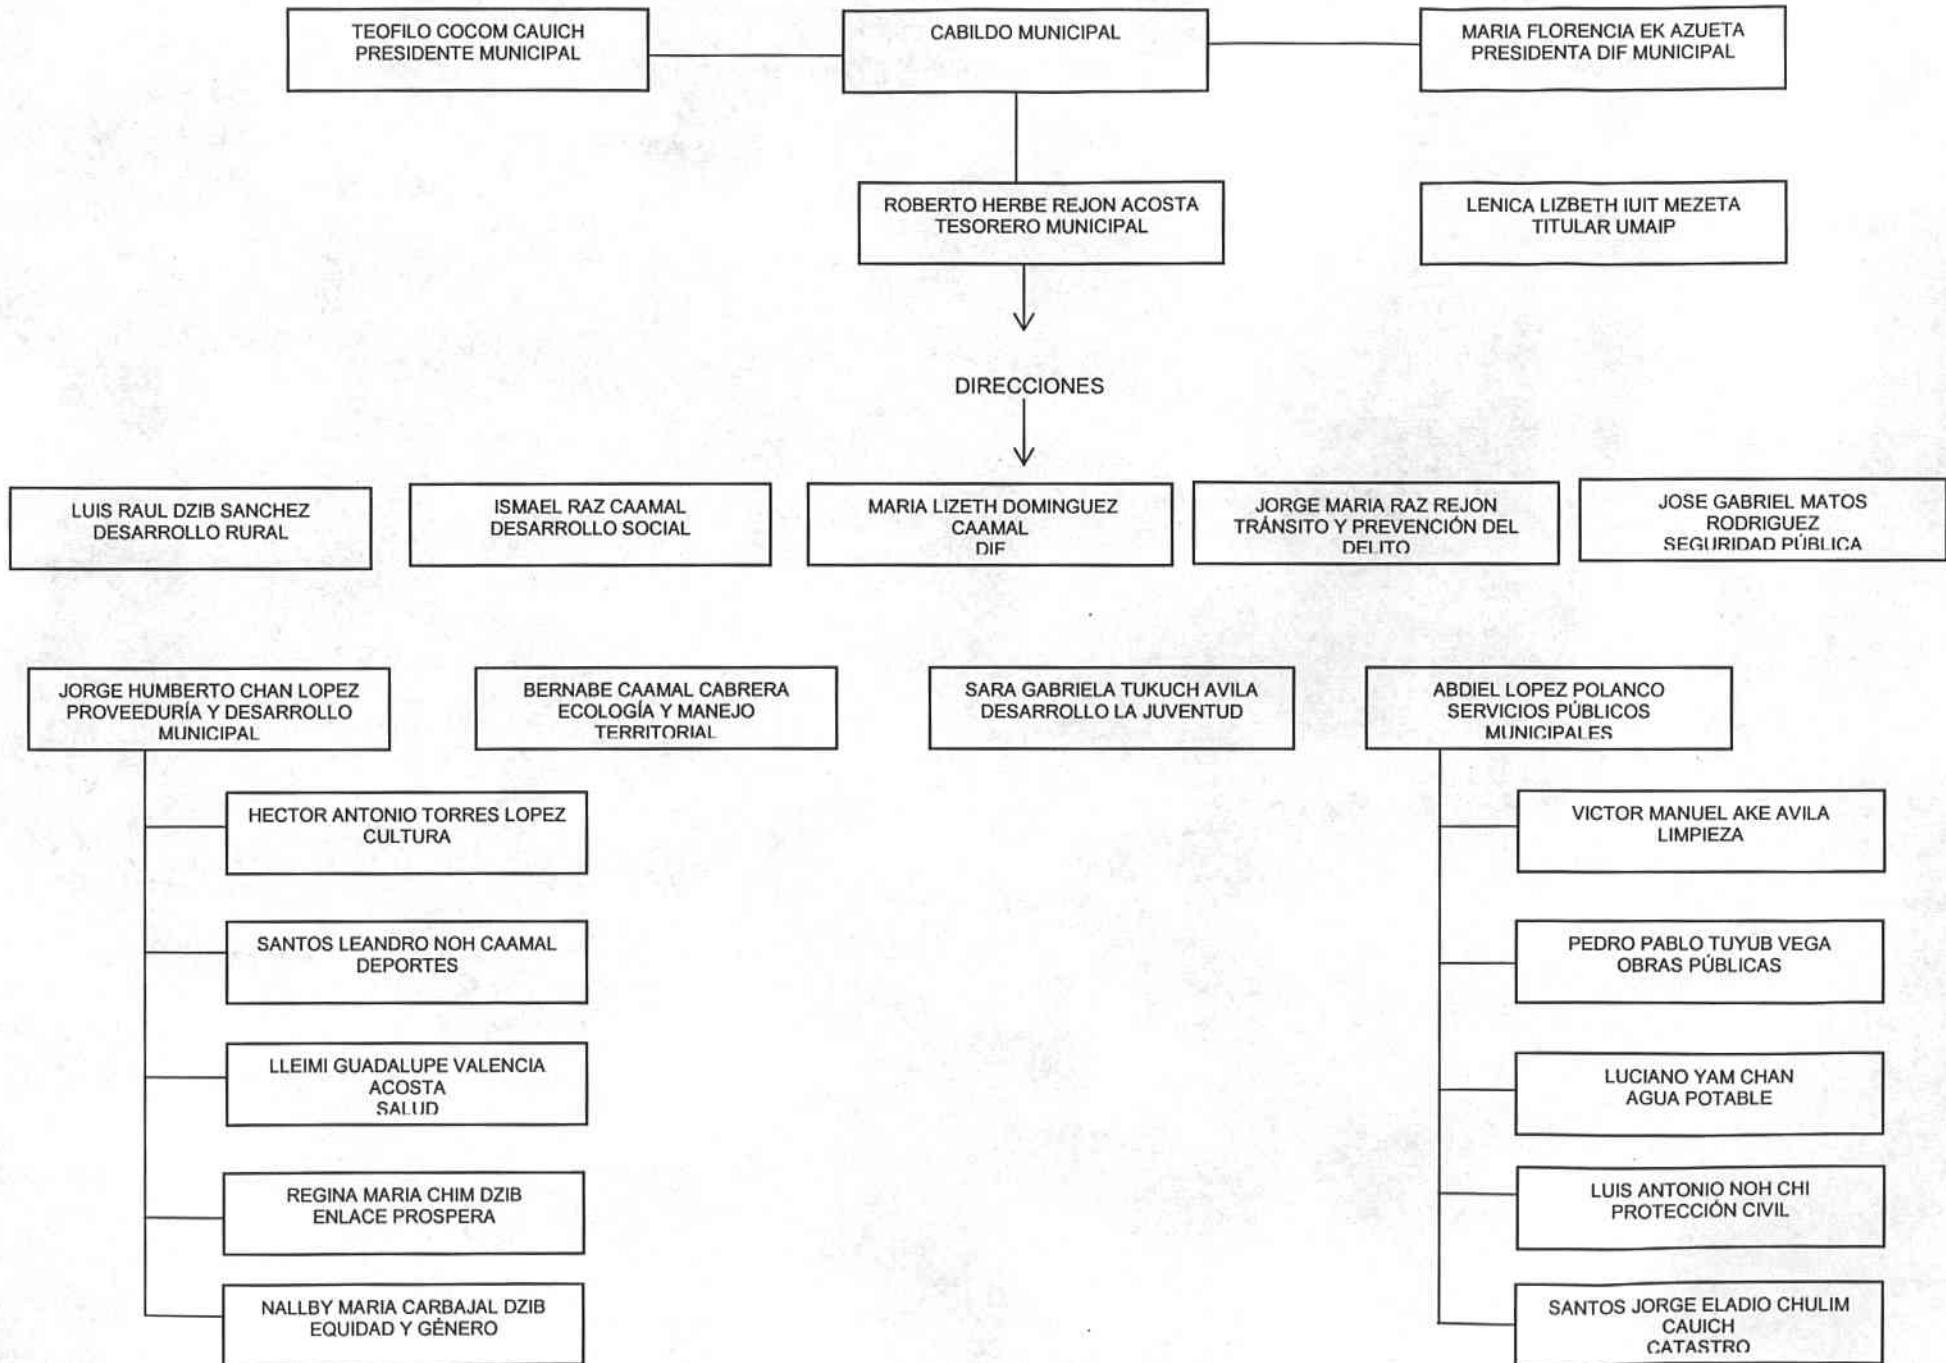 TEOFILO COCOM CAUICH
PRESIDENTE MUNICIPAL
CABILDO MUNICIPAL
MARIA FLORENCIA EK AZUETA
PRESIDENTA DIF MUNICIPAL
ROBERTO HERBE REJON ACOSTA
TESORERO MUNICIPAL
LENICA LIZBETH IUIT MEZETA
TITULAR UMAIP
DIRECCIONES
LUIS RAUL DZIB SANCHEZ
DESARROLLO RURAL
ISMAEL RAZ CAAMAL
DESARROLLO SOCIAL
MARIA LIZETH DOMINGUEZ
CAAMAL
DIF
JORGE MARIA RAZ REJON
TRÁNSITO Y PREVENCIÓN DEL
DELITO
JOSE GABRIEL MATOS
RODRIGUEZ
SEGURIDAD PÚBLICA
JORGE HUMBERTO CHAN LOPEZ
PROVEEDURÍA Y DESARROLLO
MUNICIPAL
BERNABE CAAMAL CABRERA
ECOLOGÍA Y MANEJO
TERRITORIAL
SARA GABRIELA TUKUCH AVILA
DESARROLLO LA JUVENTUD
ABDIEL LOPEZ POLANCO
SERVICIOS PÚBLICOS
MUNICIPALES
HECTOR ANTONIO TORRES LOPEZ
CULTURA
SANTOS LEANDRO NOH CAAMAL
DEPORTES
LLEIMI GUADALUPE VALENCIA
ACOSTA
SALUD
REGINA MARIA CHIM DZIB
ENLACE PROSPERA
NALLBY MARIA CARBAJAL DZIB
EQUIDAD Y GÉNERO
VICTOR MANUEL AKE AVILA
LIMPIEZA
PEDRO PABLO TUYUB VEGA
OBRAS PÚBLICAS
LUCIANO YAM CHAN
AGUA POTABLE
LUIS ANTONIO NOH CHI
PROTECCIÓN CIVIL
SANTOS JORGE ELADIO CHULIM
CAUICH
CATASTRO